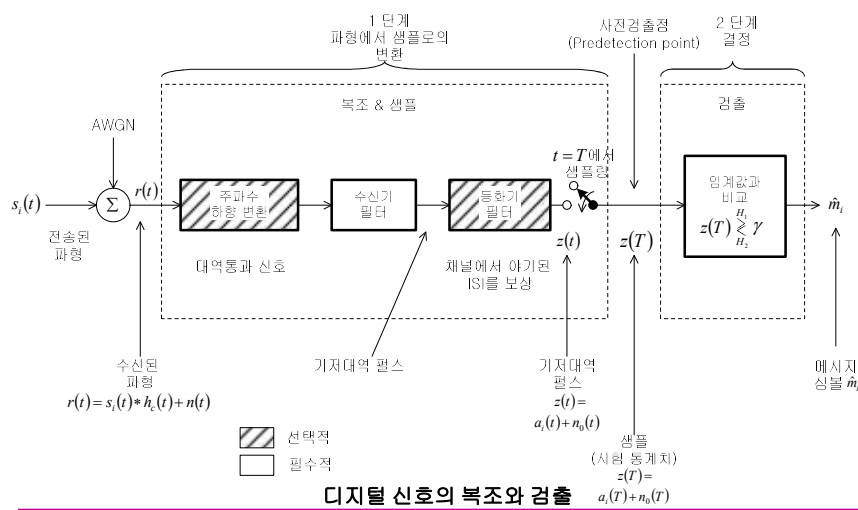 1 단계
파형에서 샘플로의
변환
사전검출점
(Predetection point)
2 단계
결정
복조 & 샘플
검출
AWGN
s_i(t)
Σ
r(t)
전송된
파형
주파수
하향 변환
수신기
필터
등화기
필터
t = T에서
샘플링
z(t)
z(T)
임계값과
비교
z(T) ≷ γ
H_1
H_2
m̂_i
대역통과 신호
채널에서 야기된
ISI를 보상
수신된
파형
r(t) = s_i(t) * h_c(t) + n(t)
기저대역 펄스
기저대역
펄스
z(t) =
a_i(t) + n_0(t)
메시지
심볼 m̂_i
선택적
필수적
샘플
(시험 통계치)
z(T) =
a_i(T) + n_0(T)
디지털 신호의 복조와 검출